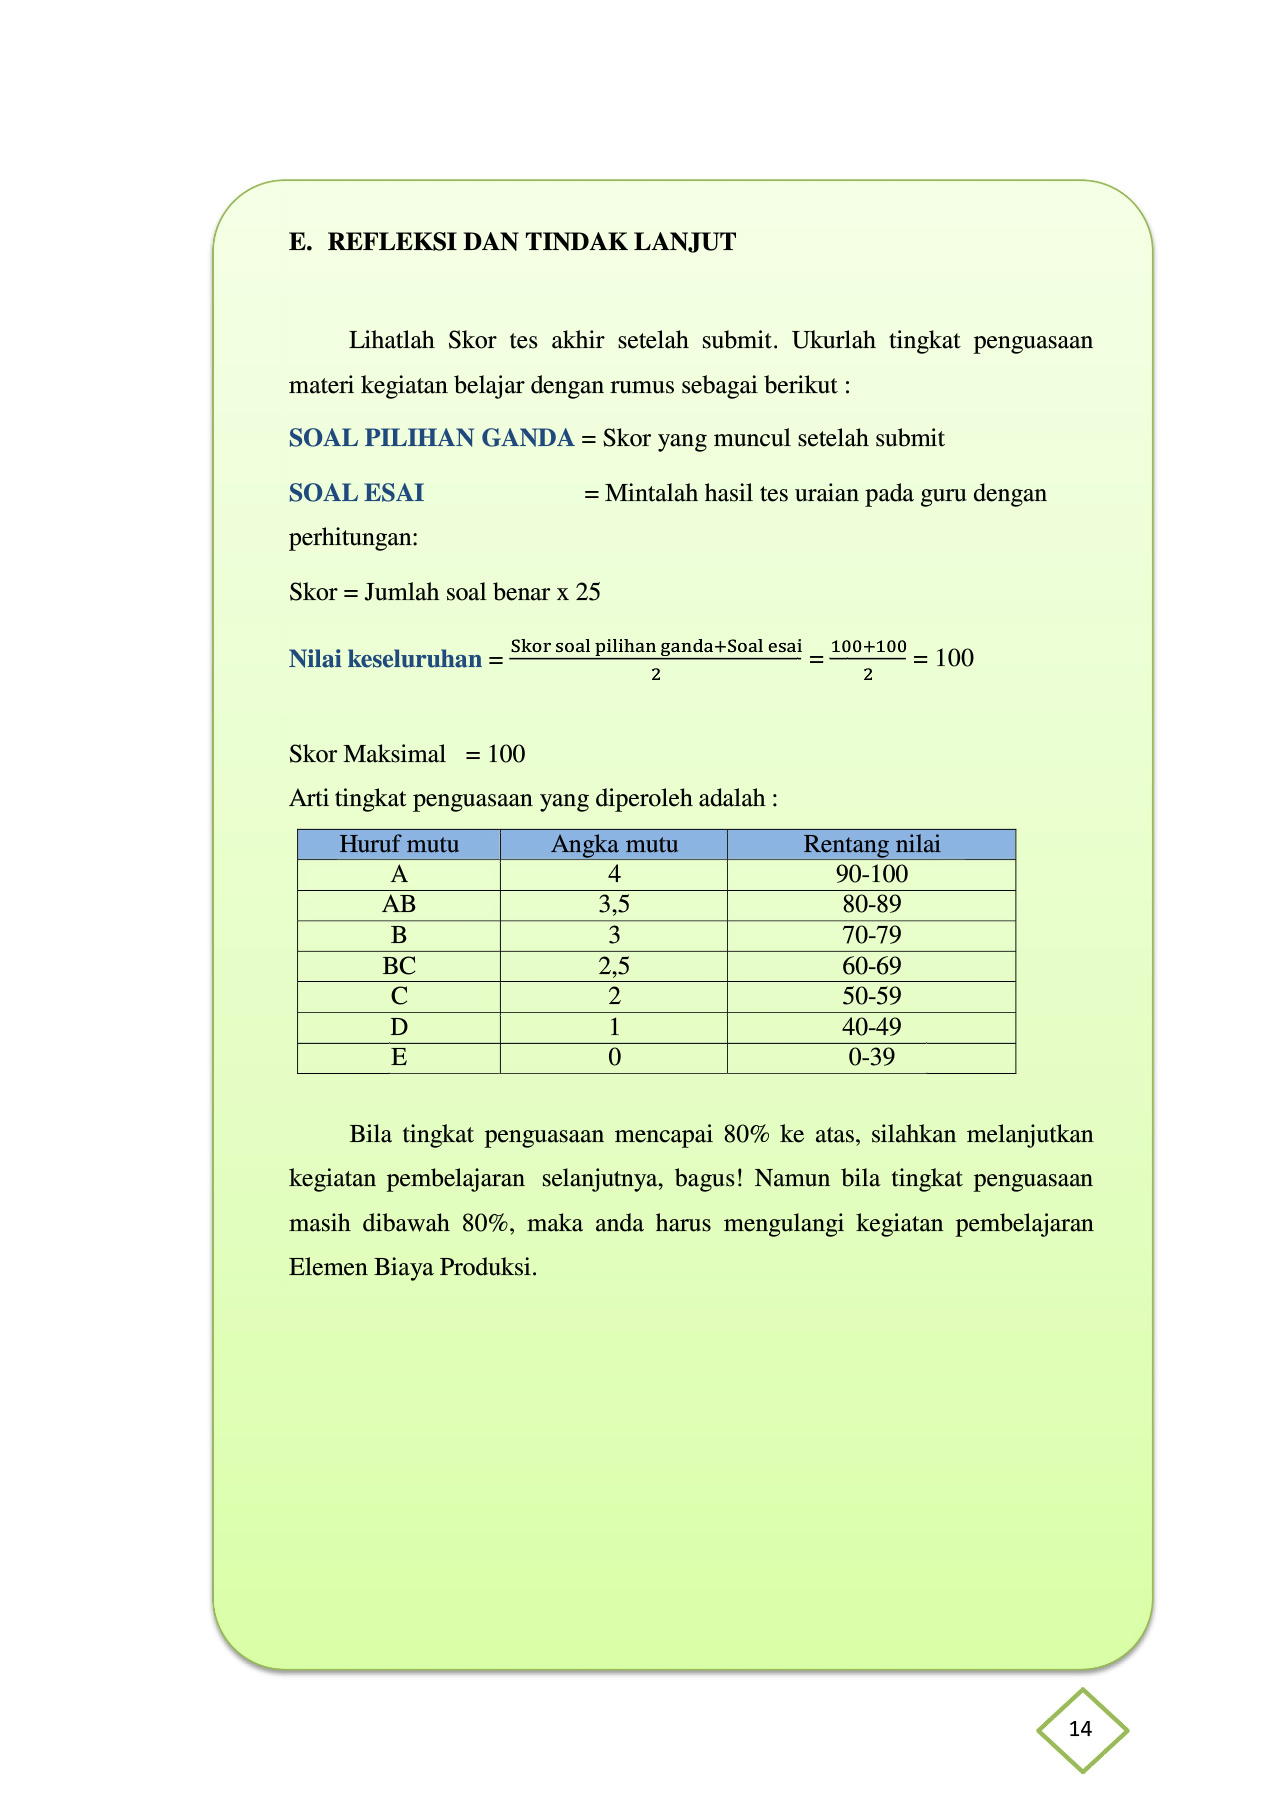 E. REFLEKSI DAN TINDAK LANJUT
Lihatlah Skor tes akhir setelah submit. Ukurlah tingkat penguasaan
materi kegiatan belajar dengan rumus sebagai berikut :
SOAL PILIHAN GANDA = Skor yang muncul setelah submit
SOAL ESAI = Mintalah hasil tes uraian pada guru dengan
perhitungan:
Skor = Jumlah soal benar x 25
Nilai keseluruhan = Skor soal pilihan ganda+Soal esai / 2 = 100+100 / 2 = 100
Skor Maksimal = 100
Arti tingkat penguasaan yang diperoleh adalah :
Huruf mutu Angka mutu Rentang nilai
A 4 90-100
AB 3,5 80-89
B 3 70-79
BC 2,5 60-69
C 2 50-59
D 1 40-49
E 0 0-39
Bila tingkat penguasaan mencapai 80% ke atas, silahkan melanjutkan
kegiatan pembelajaran selanjutnya, bagus! Namun bila tingkat penguasaan
masih dibawah 80%, maka anda harus mengulangi kegiatan pembelajaran
Elemen Biaya Produksi.
14